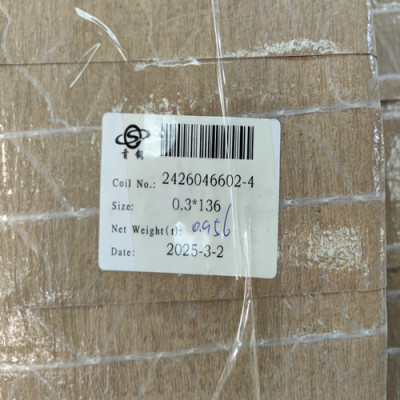 首钢
Coil No.: 2426046602-4
Size: 0.3*136
Net Weight(t): 0.956
Date: 2025-3-2